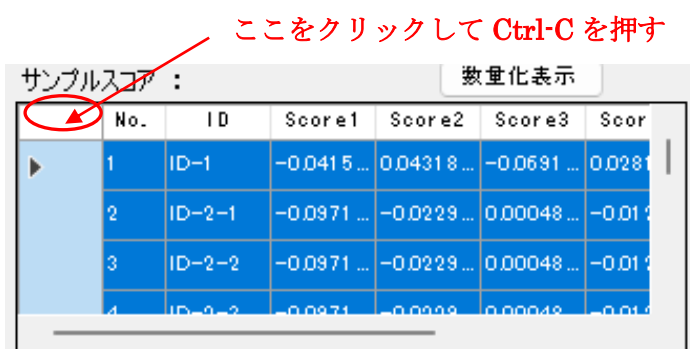 ここをクリックして Ctrl-C を押す
サンプルスコア :
数量化表示
No. ID Score1 Score2 Score3 Scor
1 ID-1 -0.0415... 0.04318... -0.0691... 0.0281
2 ID-2-1 -0.0971... -0.0229... 0.00048... -0.01
3 ID-2-2 -0.0971... -0.0229... 0.00048... -0.01